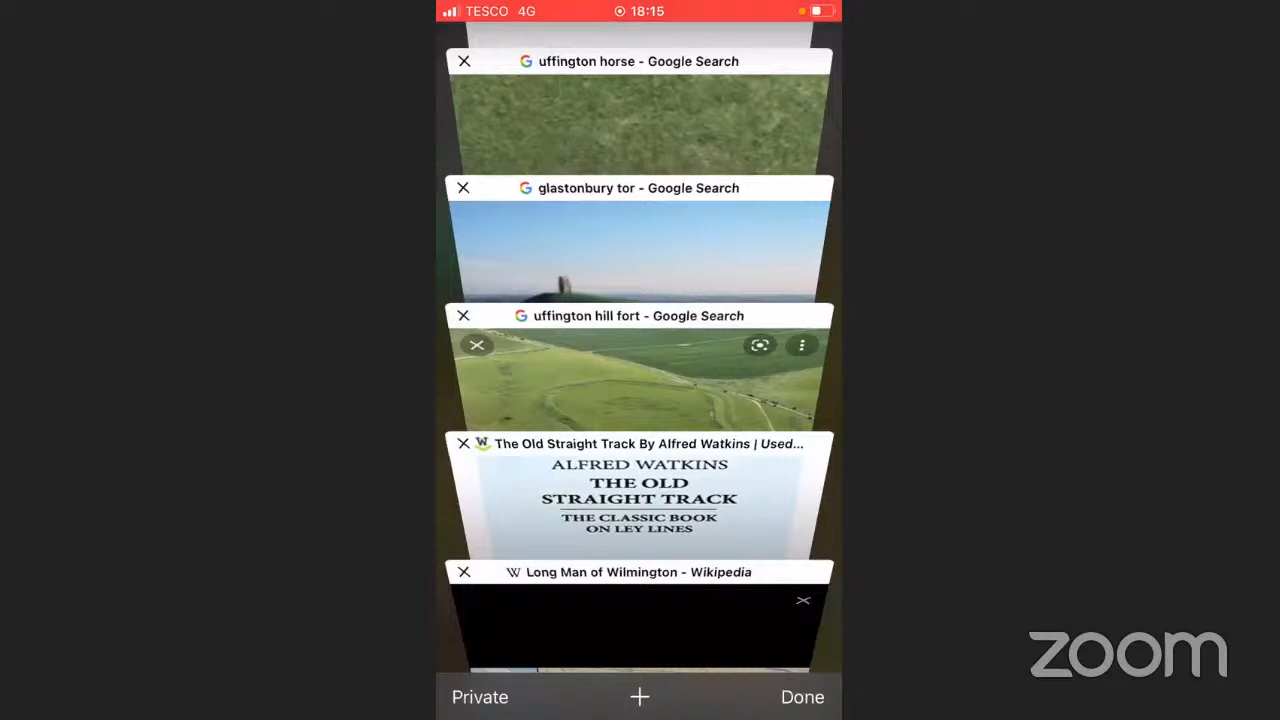 TESCO 4G 18:15
uffington horse - Google Search
glastonbury tor - Google Search
uffington hill fort - Google Search
The Old Straight Track By Alfred Watkins | Used...
ALFRED WATKINS
THE OLD
STRAIGHT TRACK
THE CLASSIC BOOK
ON LEY LINES
W Long Man of Wilmington - Wikipedia
Private + Done
zoom